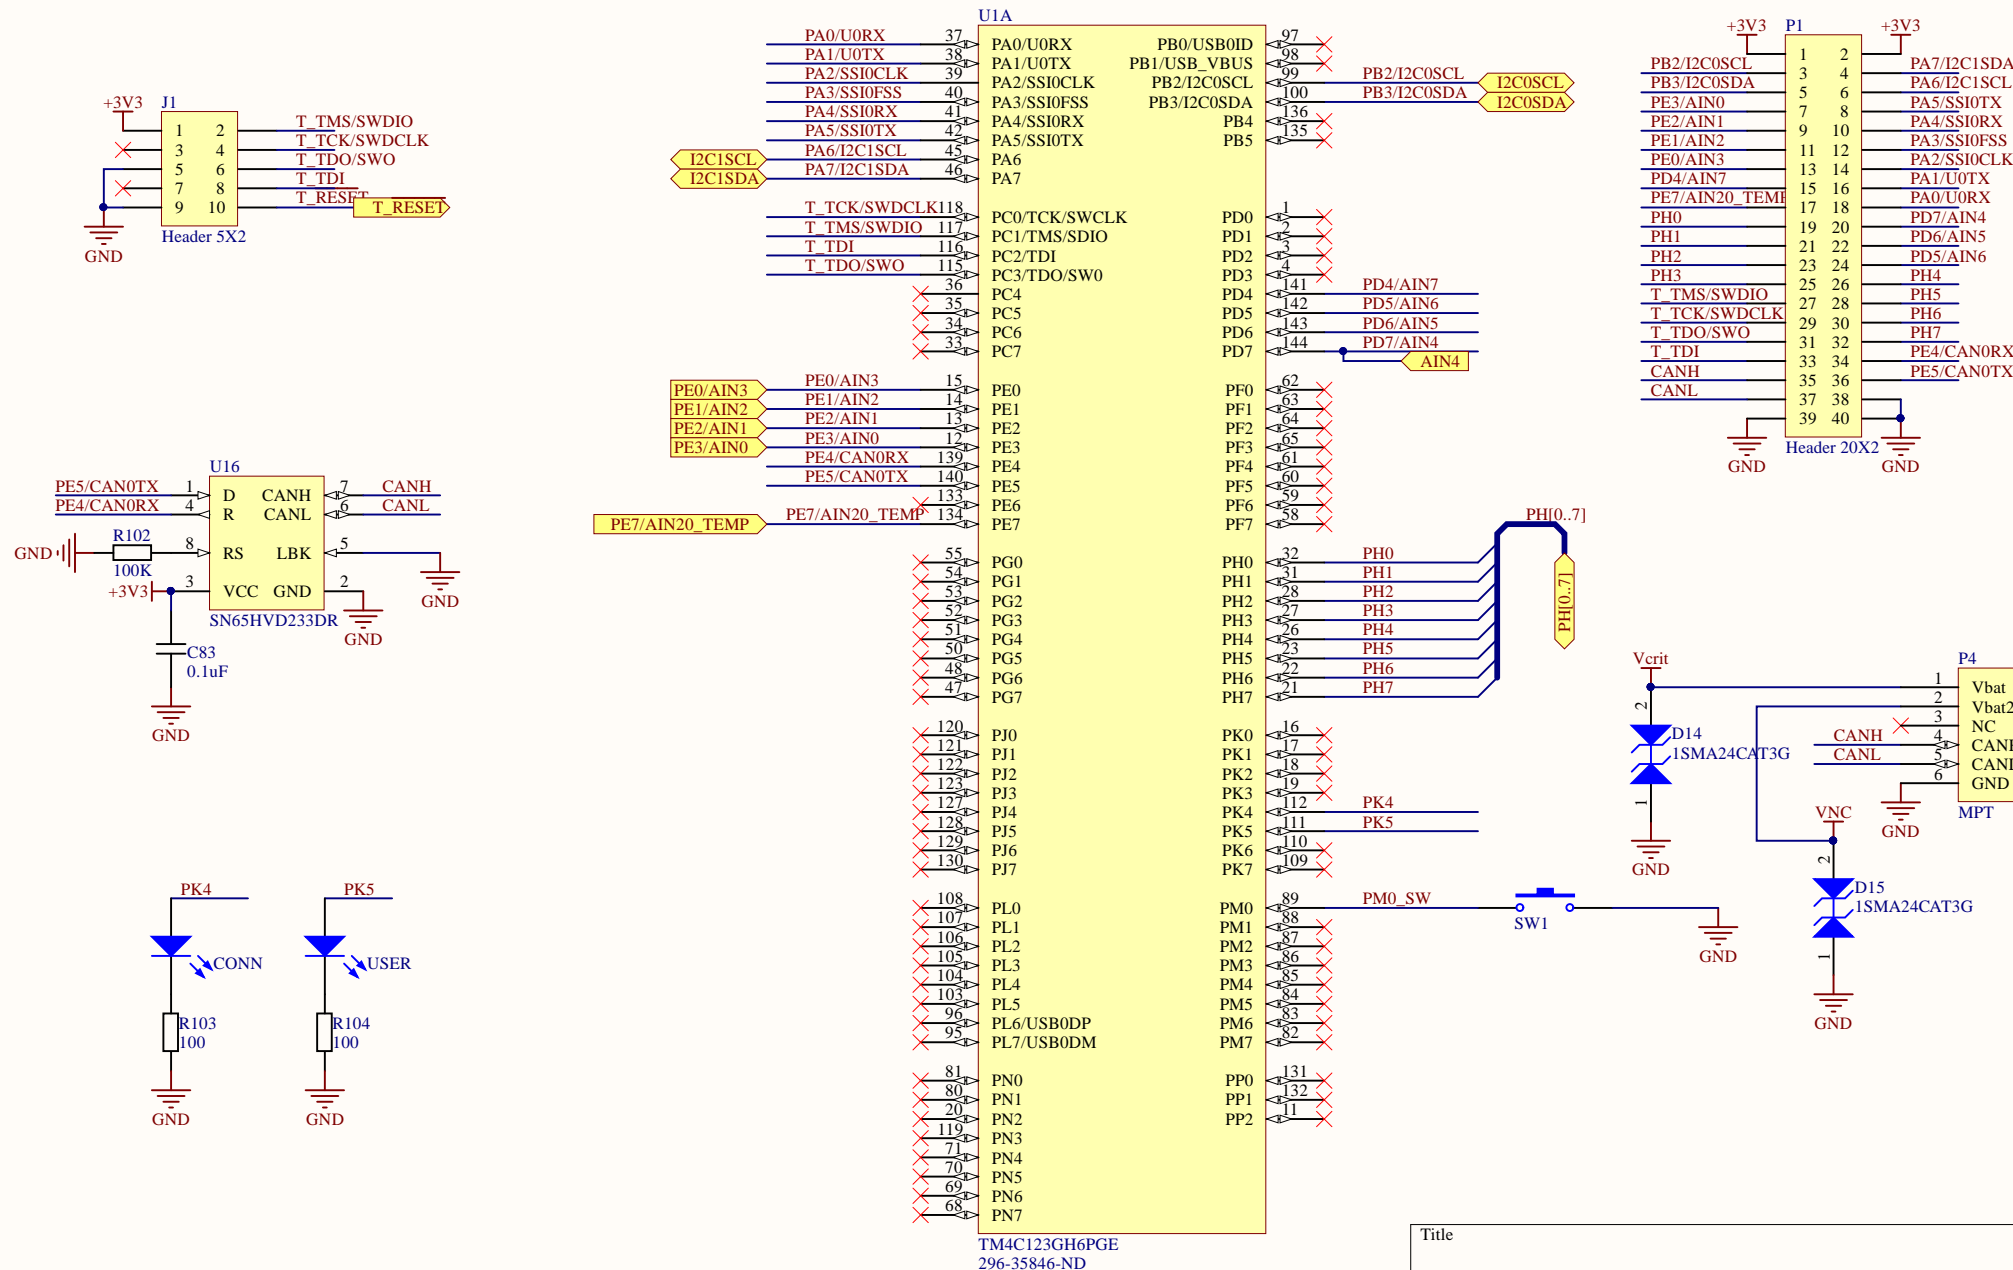 J1
+3V3
1 2 T_TMS/SWDIO
3 4 T_TCK/SWDCLK
5 6 T_TDO/SWO
7 8 T_TDI
9 10 T_RESET T_RESET
Header 5X2
GND
U16
PE5/CAN0TX 1 D CANH 7 CANH
PE4/CAN0RX 4 R CANL 6 CANL
R102
GND 8 RS LBK 5
100K
+3V3 3 VCC GND 2
GND
SN65HVD233DR
GND
C83
0.1uF
GND
PK4
CONN
R103
100
GND
PK5
USER
R104
100
GND
U1A
PA0/U0RX 37 PA0/U0RX
PA1/U0TX 38 PA1/U0TX
PA2/SSI0CLK 39 PA2/SSI0CLK
PA3/SSI0FSS 40 PA3/SSI0FSS
PA4/SSI0RX 41 PA4/SSI0RX
PA5/SSI0TX 42 PA5/SSI0TX
I2C1SCL PA6/I2C1SCL 45 PA6
I2C1SDA PA7/I2C1SDA 46 PA7
T_TCK/SWDCLK 118 PC0/TCK/SWCLK
T_TMS/SWDIO 117 PC1/TMS/SDIO
T_TDI 116 PC2/TDI
T_TDO/SWO 115 PC3/TDO/SW0
36 PC4
35 PC5
34 PC6
33 PC7
PE0/AIN3 PE0/AIN3 15 PE0
PE1/AIN2 PE1/AIN2 14 PE1
PE2/AIN1 PE2/AIN1 13 PE2
PE3/AIN0 PE3/AIN0 12 PE3
PE4/CAN0RX 139 PE4
PE5/CAN0TX 140 PE5
133 PE6
PE7/AIN20_TEMP PE7/AIN20_TEMP 134 PE7
55 PG0
54 PG1
53 PG2
52 PG3
51 PG4
50 PG5
48 PG6
47 PG7
120 PJ0
121 PJ1
122 PJ2
123 PJ3
127 PJ4
128 PJ5
129 PJ6
130 PJ7
108 PL0
107 PL1
106 PL2
105 PL3
104 PL4
103 PL5
96 PL6/USB0DP
95 PL7/USB0DM
81 PN0
80 PN1
20 PN2
119 PN3
71 PN4
70 PN5
69 PN6
68 PN7
PB0/USB0ID 97
PB1/USB_VBUS 98
PB2/I2C0SCL 99 PB2/I2C0SCL I2C0SCL
PB3/I2C0SDA 100 PB3/I2C0SDA I2C0SDA
PB4 136
PB5 135
PD0 1
PD1 2
PD2 3
PD3 4
PD4 141 PD4/AIN7
PD5 142 PD5/AIN6
PD6 143 PD6/AIN5
PD7 144 PD7/AIN4
AIN4
PF0 62
PF1 63
PF2 64
PF3 65
PF4 61
PF5 60
PF6 59
PF7 58
PH[0..7]
PH0 32 PH0
PH1 31 PH1
PH2 28 PH2
PH3 27 PH3
PH4 26 PH4
PH5 23 PH5
PH6 22 PH6
PH7 21 PH7
PH[0..7]
PK0 16
PK1 17
PK2 18
PK3 19
PK4 112 PK4
PK5 111 PK5
PK6 110
PK7 109
PM0 89 PM0_SW
SW1
GND
PM1 88
PM2 87
PM3 86
PM4 85
PM5 84
PM6 83
PM7 82
PP0 131
PP1 132
PP2 11
TM4C123GH6PGE
296-35846-ND
P1
+3V3 +3V3
1 2
PB2/I2C0SCL 3 4 PA7/I2C1SDA
PB3/I2C0SDA 5 6 PA6/I2C1SCL
PE3/AIN0 7 8 PA5/SSI0TX
PE2/AIN1 9 10 PA4/SSI0RX
PE1/AIN2 11 12 PA3/SSI0FSS
PE0/AIN3 13 14 PA2/SSI0CLK
PD4/AIN7 15 16 PA1/U0TX
PE7/AIN20_TEMP 17 18 PA0/U0RX
PH0 19 20 PD7/AIN4
PH1 21 22 PD6/AIN5
PH2 23 24 PD5/AIN6
PH3 25 26 PH4
T_TMS/SWDIO 27 28 PH5
T_TCK/SWDCLK 29 30 PH6
T_TDO/SWO 31 32 PH7
T_TDI 33 34 PE4/CAN0RX
CANH 35 36 PE5/CAN0TX
CANL 37 38
39 40
Header 20X2
GND GND
Vcrit
2
D14
1SMA24CAT3G
1
GND
P4
1 Vbat
2 Vbat2
3 NC
CANH 4 CANH
CANL 5 CANL
6 GND
MPT
GND
VNC
2
D15
1SMA24CAT3G
1
GND
Title